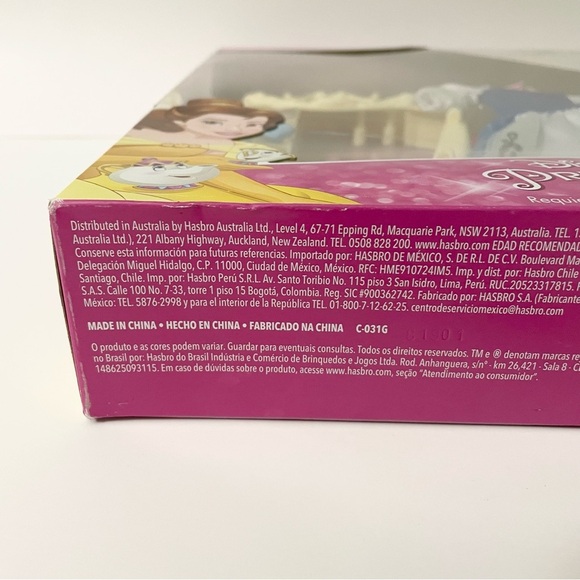 PR
Requie
Distributed in Australia by Hasbro Australia Ltd., Level 4, 67-71 Epping Rd, Macquarie Park, NSW 2113, Australia. TEL.
Australia Ltd.), 221 Albany Highway, Auckland, New Zealand. TEL. 0508 828 200. www.hasbro.com EDAD RECOMENDAD
Conserve esta información para futuras referencias. Importado por: HASBRO DE MÉXICO, S. DE R.L. DE C.V. Boulevard Ma
Delegación Miguel Hidalgo, C.P. 11000, Ciudad de México, México. RFC: HME910724IM5. Imp. y dist. por: Hasbro Chile
Santiago, Chile. Imp. por: Hasbro Perú S.R.L. Av. Santo Toribio No. 115 piso 3 San Isidro, Lima, Perú. RUC.20523317815. F
S.A.S. Calle 100 No. 7-33, torre 1 piso 15 Bogotá, Colombia. Reg. SIC #900362742. Fabricado por: HASBRO S.A. (Fabricante
México: TEL. 5876-2998 y para el interior de la República TEL 01-800-712-62-25. centrodeserviciomexico@hasbro.com
MADE IN CHINA • HECHO EN CHINA • FABRICADO NA CHINA C-031G
O produto e as cores podem variar. Guardar para eventuais consultas. Todos os direitos reservados. TM e ® denotam marcas re
no Brasil por: Hasbro do Brasil Indústria e Comércio de Brinquedos e Jogos Ltda. Rod. Anhanguera, s/nº - km 26,421 - Sala 8 - C
148625093115. Em caso de dúvidas sobre o produto, acesse www.hasbro.com, seção "Atendimento ao consumidor".